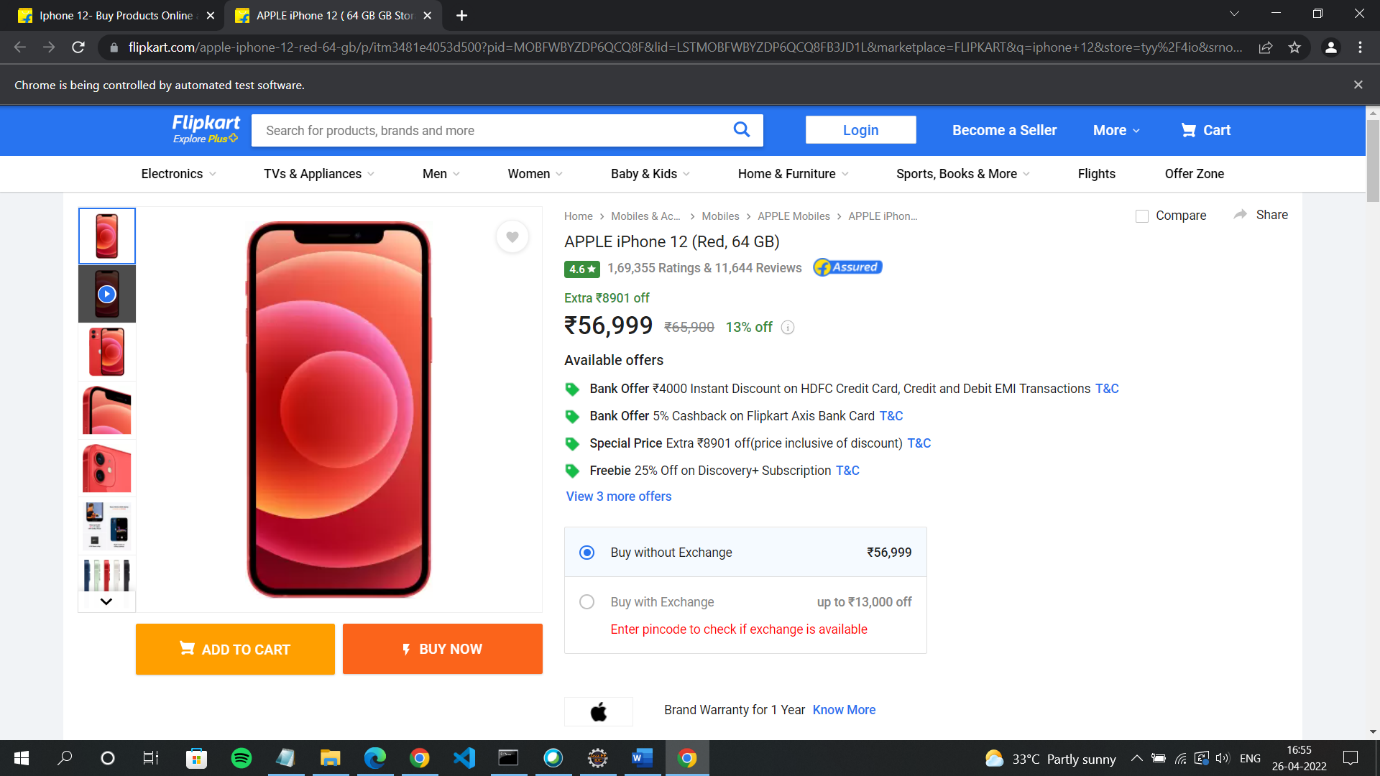 Iphone 12- Buy Products Online
APPLE iPhone 12 ( 64 GB GB Stor
flipkart.com/apple-iphone-12-red-64-gb/p/itm3481e4053d500?pid=MOBFWBYZDP6QCQ8F&lid=LSTMOBFWBYZDP6QCQ8FB3JD1L&marketplace=FLIPKART&q=iphone+12&store=tyy%2F4io&srno...
Chrome is being controlled by automated test software.
Flipkart
Explore Plus
Search for products, brands and more
Login
Become a Seller
More
Cart
Electronics
TVs & Appliances
Men
Women
Baby & Kids
Home & Furniture
Sports, Books & More
Flights
Offer Zone
Home > Mobiles & Ac... > Mobiles > APPLE Mobiles > APPLE iPhon...
Compare
Share
APPLE iPhone 12 (Red, 64 GB)
4.6★ 1,69,355 Ratings & 11,644 Reviews
Assured
Extra ₹8901 off
₹56,999 ₹65,900 13% off
Available offers
Bank Offer ₹4000 Instant Discount on HDFC Credit Card, Credit and Debit EMI Transactions T&C
Bank Offer 5% Cashback on Flipkart Axis Bank Card T&C
Special Price Extra ₹8901 off(price inclusive of discount) T&C
Freebie 25% Off on Discovery+ Subscription T&C
View 3 more offers
Buy without Exchange ₹56,999
Buy with Exchange up to ₹13,000 off
Enter pincode to check if exchange is available
ADD TO CART
BUY NOW
Brand Warranty for 1 Year Know More
33°C Partly sunny
ENG
16:55
26-04-2022